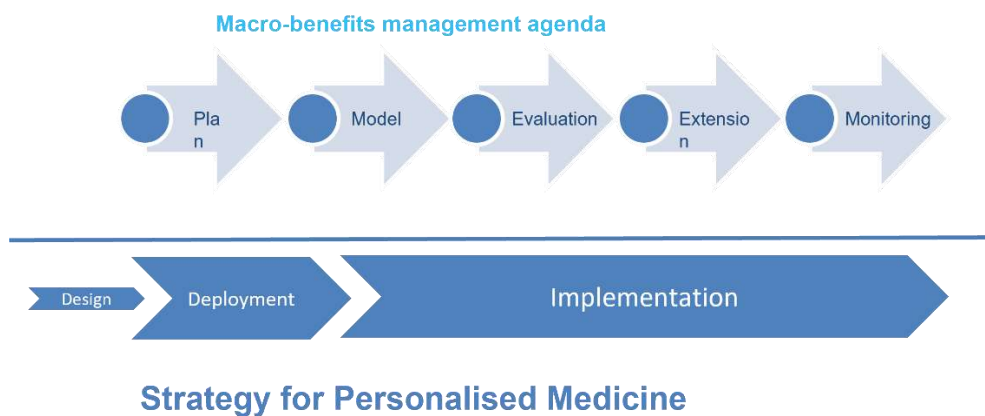 Macro-benefits management agenda
Pla
n
Model
Evaluation
Extensio
n
Monitoring
Design
Deployment
Implementation
Strategy for Personalised Medicine